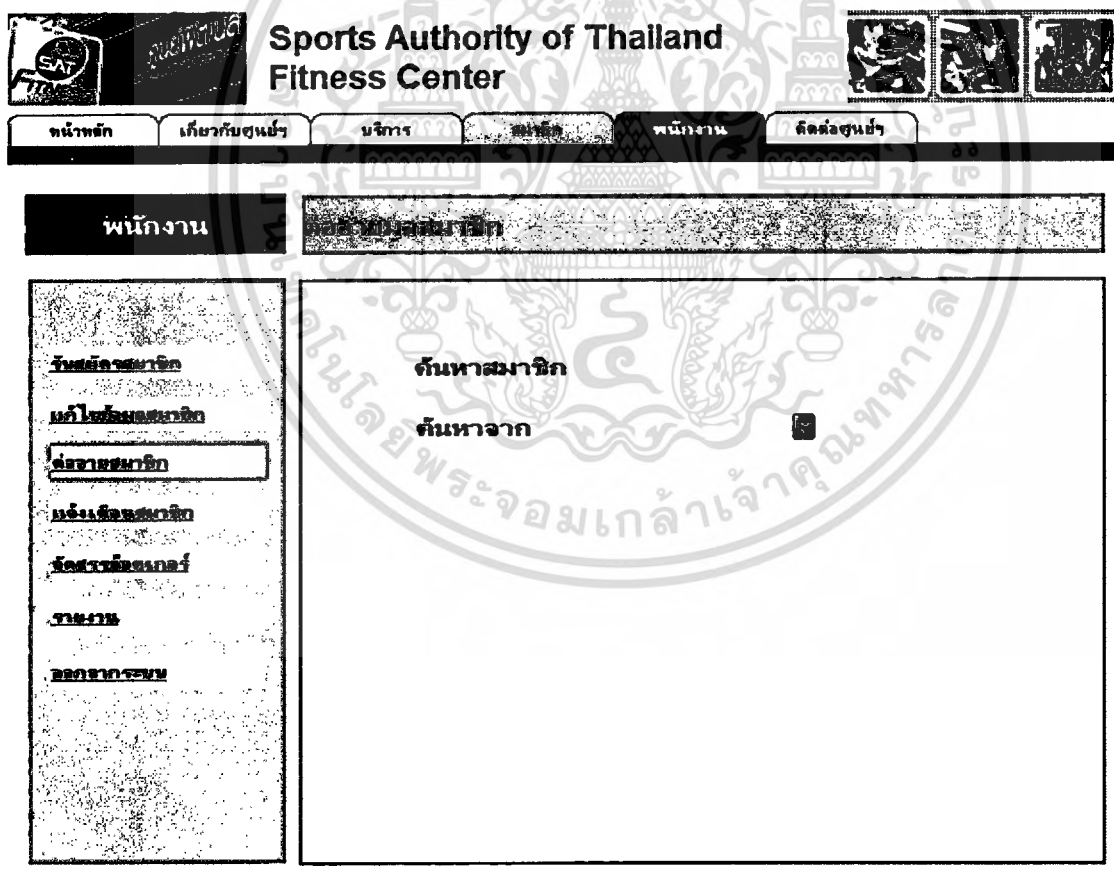 Sports Authority of Thailand
Fitness Center
หน้าหลัก เกี่ยวกับศูนย์ฯ บริการ สมาชิก พนักงาน ติดต่อศูนย์ฯ
พนักงาน
ต่ออายุสมาชิก
รับสมัครสมาชิก
แก้ไขข้อมูลสมาชิก
ต่ออายุสมาชิก
แจ้งเตือนสมาชิก
จัดสรรล๊อคเกอร์
รายงาน
ออกจากระบบ
ค้นหาสมาชิก
ค้นหาจาก